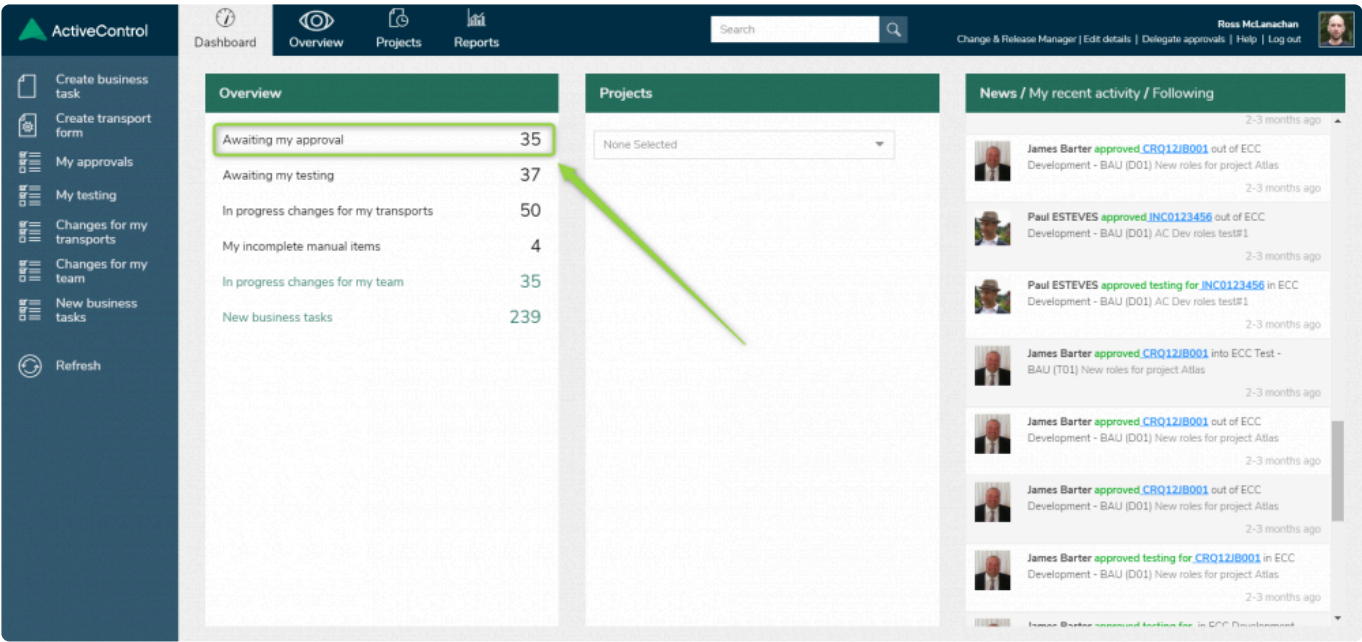 ActiveControl
Dashboard
Overview
Projects
Reports
Search
Ross McLanachan
Change & Release Manager | Edit details | Delegate approvals | Help | Log out
Create business
task
Create transport
form
My approvals
My testing
Changes for my
transports
Changes for my
team
New business
tasks
Refresh
Overview
Awaiting my approval 35
Awaiting my testing 37
In progress changes for my transports 50
My incomplete manual items 4
In progress changes for my team 35
New business tasks 239
Projects
None Selected
News / My recent activity / Following
2-3 months ago
James Barter approved CRQ12JB001 out of ECC
Development - BAU (D01) New roles for project Atlas
2-3 months ago
Paul ESTEVES approved INC0123456 out of ECC
Development - BAU (D01) AC Dev roles test#1
2-3 months ago
Paul ESTEVES approved testing for INC0123456 in ECC
Development - BAU (D01) AC Dev roles test#1
2-3 months ago
James Barter approved CRQ12JB001 into ECC Test -
BAU (T01) New roles for project Atlas
2-3 months ago
James Barter approved CRQ12JB001 out of ECC
Development - BAU (D01) New roles for project Atlas
2-3 months ago
James Barter approved CRQ12JB001 out of ECC
Development - BAU (D01) New roles for project Atlas
2-3 months ago
James Barter approved testing for CRQ12JB001 in ECC
Development - BAU (D01) New roles for project Atlas
2-3 months ago
James Barter approved testing for in ECC Development